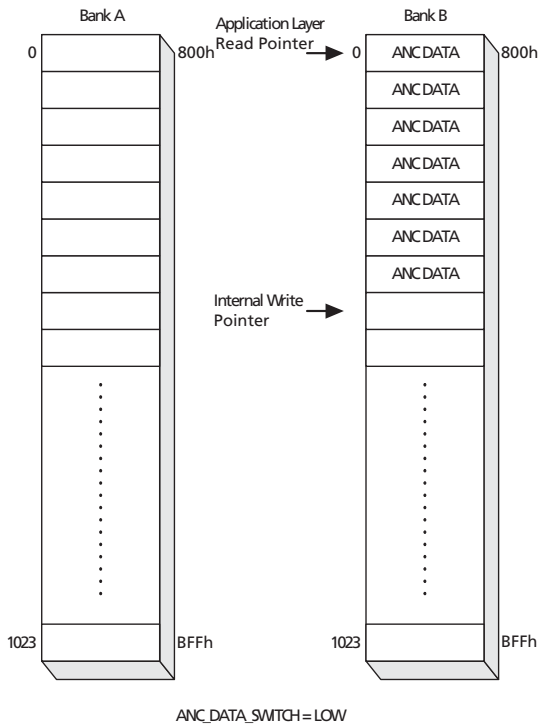 Bank A
0
800h
1023
BFFh
Application Layer
Read Pointer
Internal Write
Pointer
Bank B
0
800h
ANC DATA
ANC DATA
ANC DATA
ANC DATA
ANC DATA
ANC DATA
ANC DATA
1023
BFFh
ANC_DATA_SWITCH = LOW